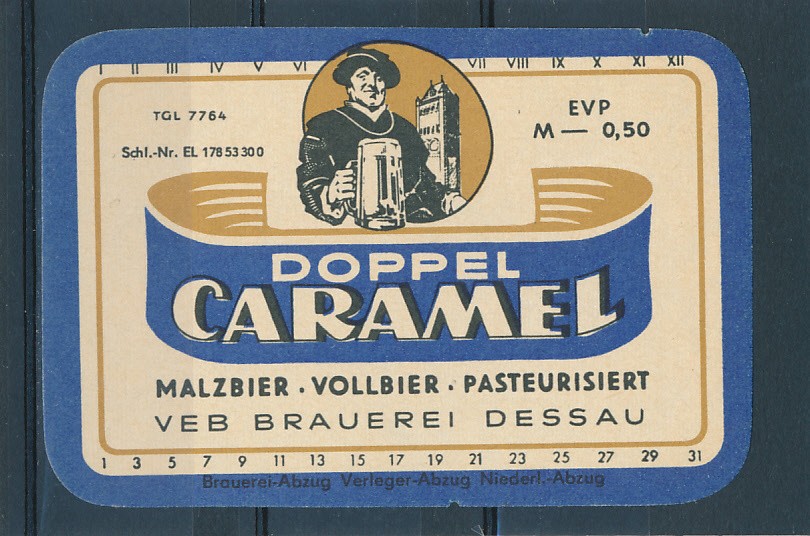 I II III IV V VI VII VIII IX X XI XII
TGL 7764
EVP
M — 0,50
Schl.-Nr. EL 178 53 300
DOPPEL
CARAMEL
MALZBIER . VOLLBIER . PASTEURISIERT
VEB BRAUEREI DESSAU
1 3 5 7 9 11 13 15 17 19 21 23 25 27 29 31
Brauerei-Abzug Verleger-Abzug Niederl.-Abzug